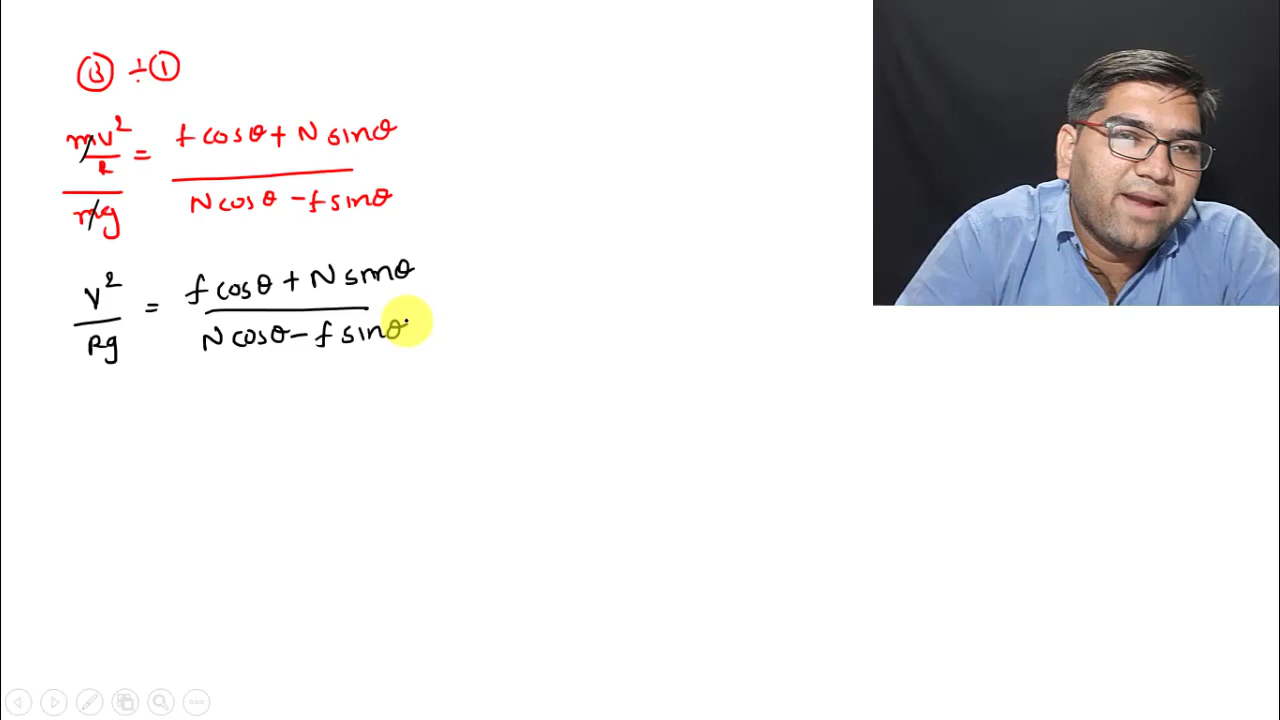 ③ ÷ ①
mv²/R / mg = f cosθ + N sinθ / N cosθ - f sinθ
v²/Rg = f cosθ + N sinθ / N cosθ - f sinθ